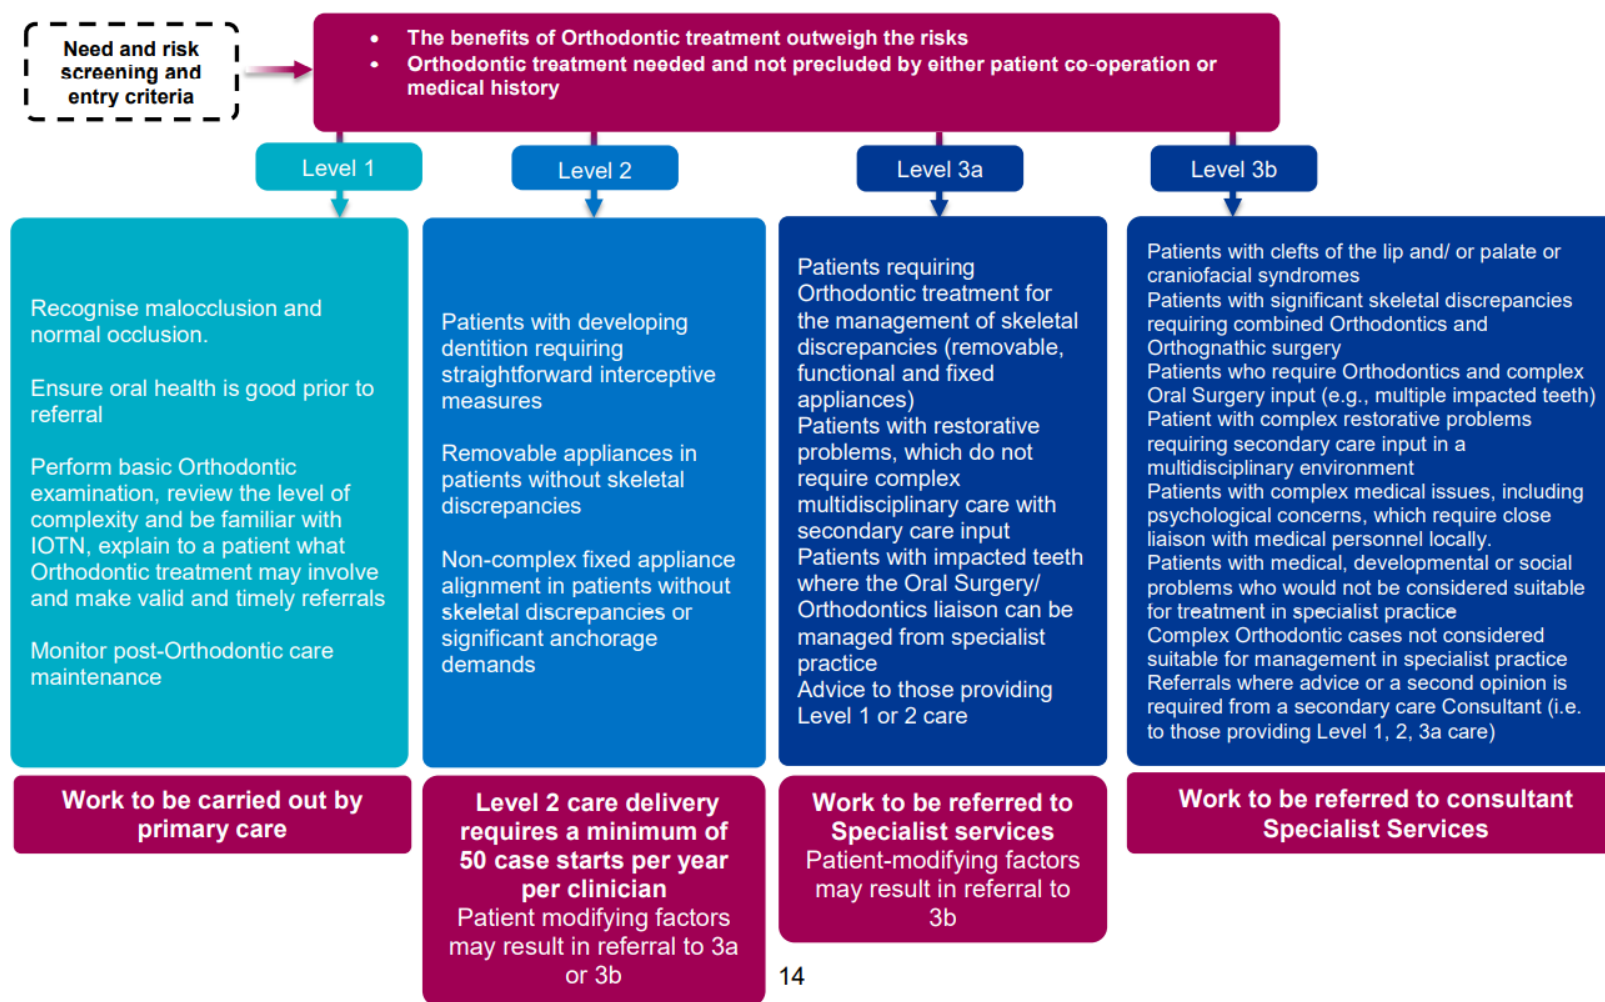 Need and risk
screening and
entry criteria
• The benefits of Orthodontic treatment outweigh the risks
• Orthodontic treatment needed and not precluded by either patient co-operation or
medical history
Level 1
Level 2
Level 3a
Level 3b
Recognise malocclusion and
normal occlusion.
Ensure oral health is good prior to
referral
Perform basic Orthodontic
examination, review the level of
complexity and be familiar with
IOTN, explain to a patient what
Orthodontic treatment may involve
and make valid and timely referrals
Monitor post-Orthodontic care
maintenance
Patients with developing
dentition requiring
straightforward interceptive
measures
Removable appliances in
patients without skeletal
discrepancies
Non-complex fixed appliance
alignment in patients without
skeletal discrepancies or
significant anchorage
demands
Patients requiring
Orthodontic treatment for
the management of skeletal
discrepancies (removable,
functional and fixed
appliances)
Patients with restorative
problems, which do not
require complex
multidisciplinary care with
secondary care input
Patients with impacted teeth
where the Oral Surgery/
Orthodontics liaison can be
managed from specialist
practice
Advice to those providing
Level 1 or 2 care
Patients with clefts of the lip and/ or palate or
craniofacial syndromes
Patients with significant skeletal discrepancies
requiring combined Orthodontics and
Orthognathic surgery
Patients who require Orthodontics and complex
Oral Surgery input (e.g., multiple impacted teeth)
Patient with complex restorative problems
requiring secondary care input in a
multidisciplinary environment
Patients with complex medical issues, including
psychological concerns, which require close
liaison with medical personnel locally.
Patients with medical, developmental or social
problems who would not be considered suitable
for treatment in specialist practice
Complex Orthodontic cases not considered
suitable for management in specialist practice
Referrals where advice or a second opinion is
required from a secondary care Consultant (i.e.
to those providing Level 1, 2, 3a care)
Work to be carried out by
primary care
Level 2 care delivery
requires a minimum of
50 case starts per year
per clinician
Patient modifying factors
may result in referral to 3a
or 3b
Work to be referred to
Specialist services
Patient-modifying factors
may result in referral to
3b
Work to be referred to consultant
Specialist Services
14